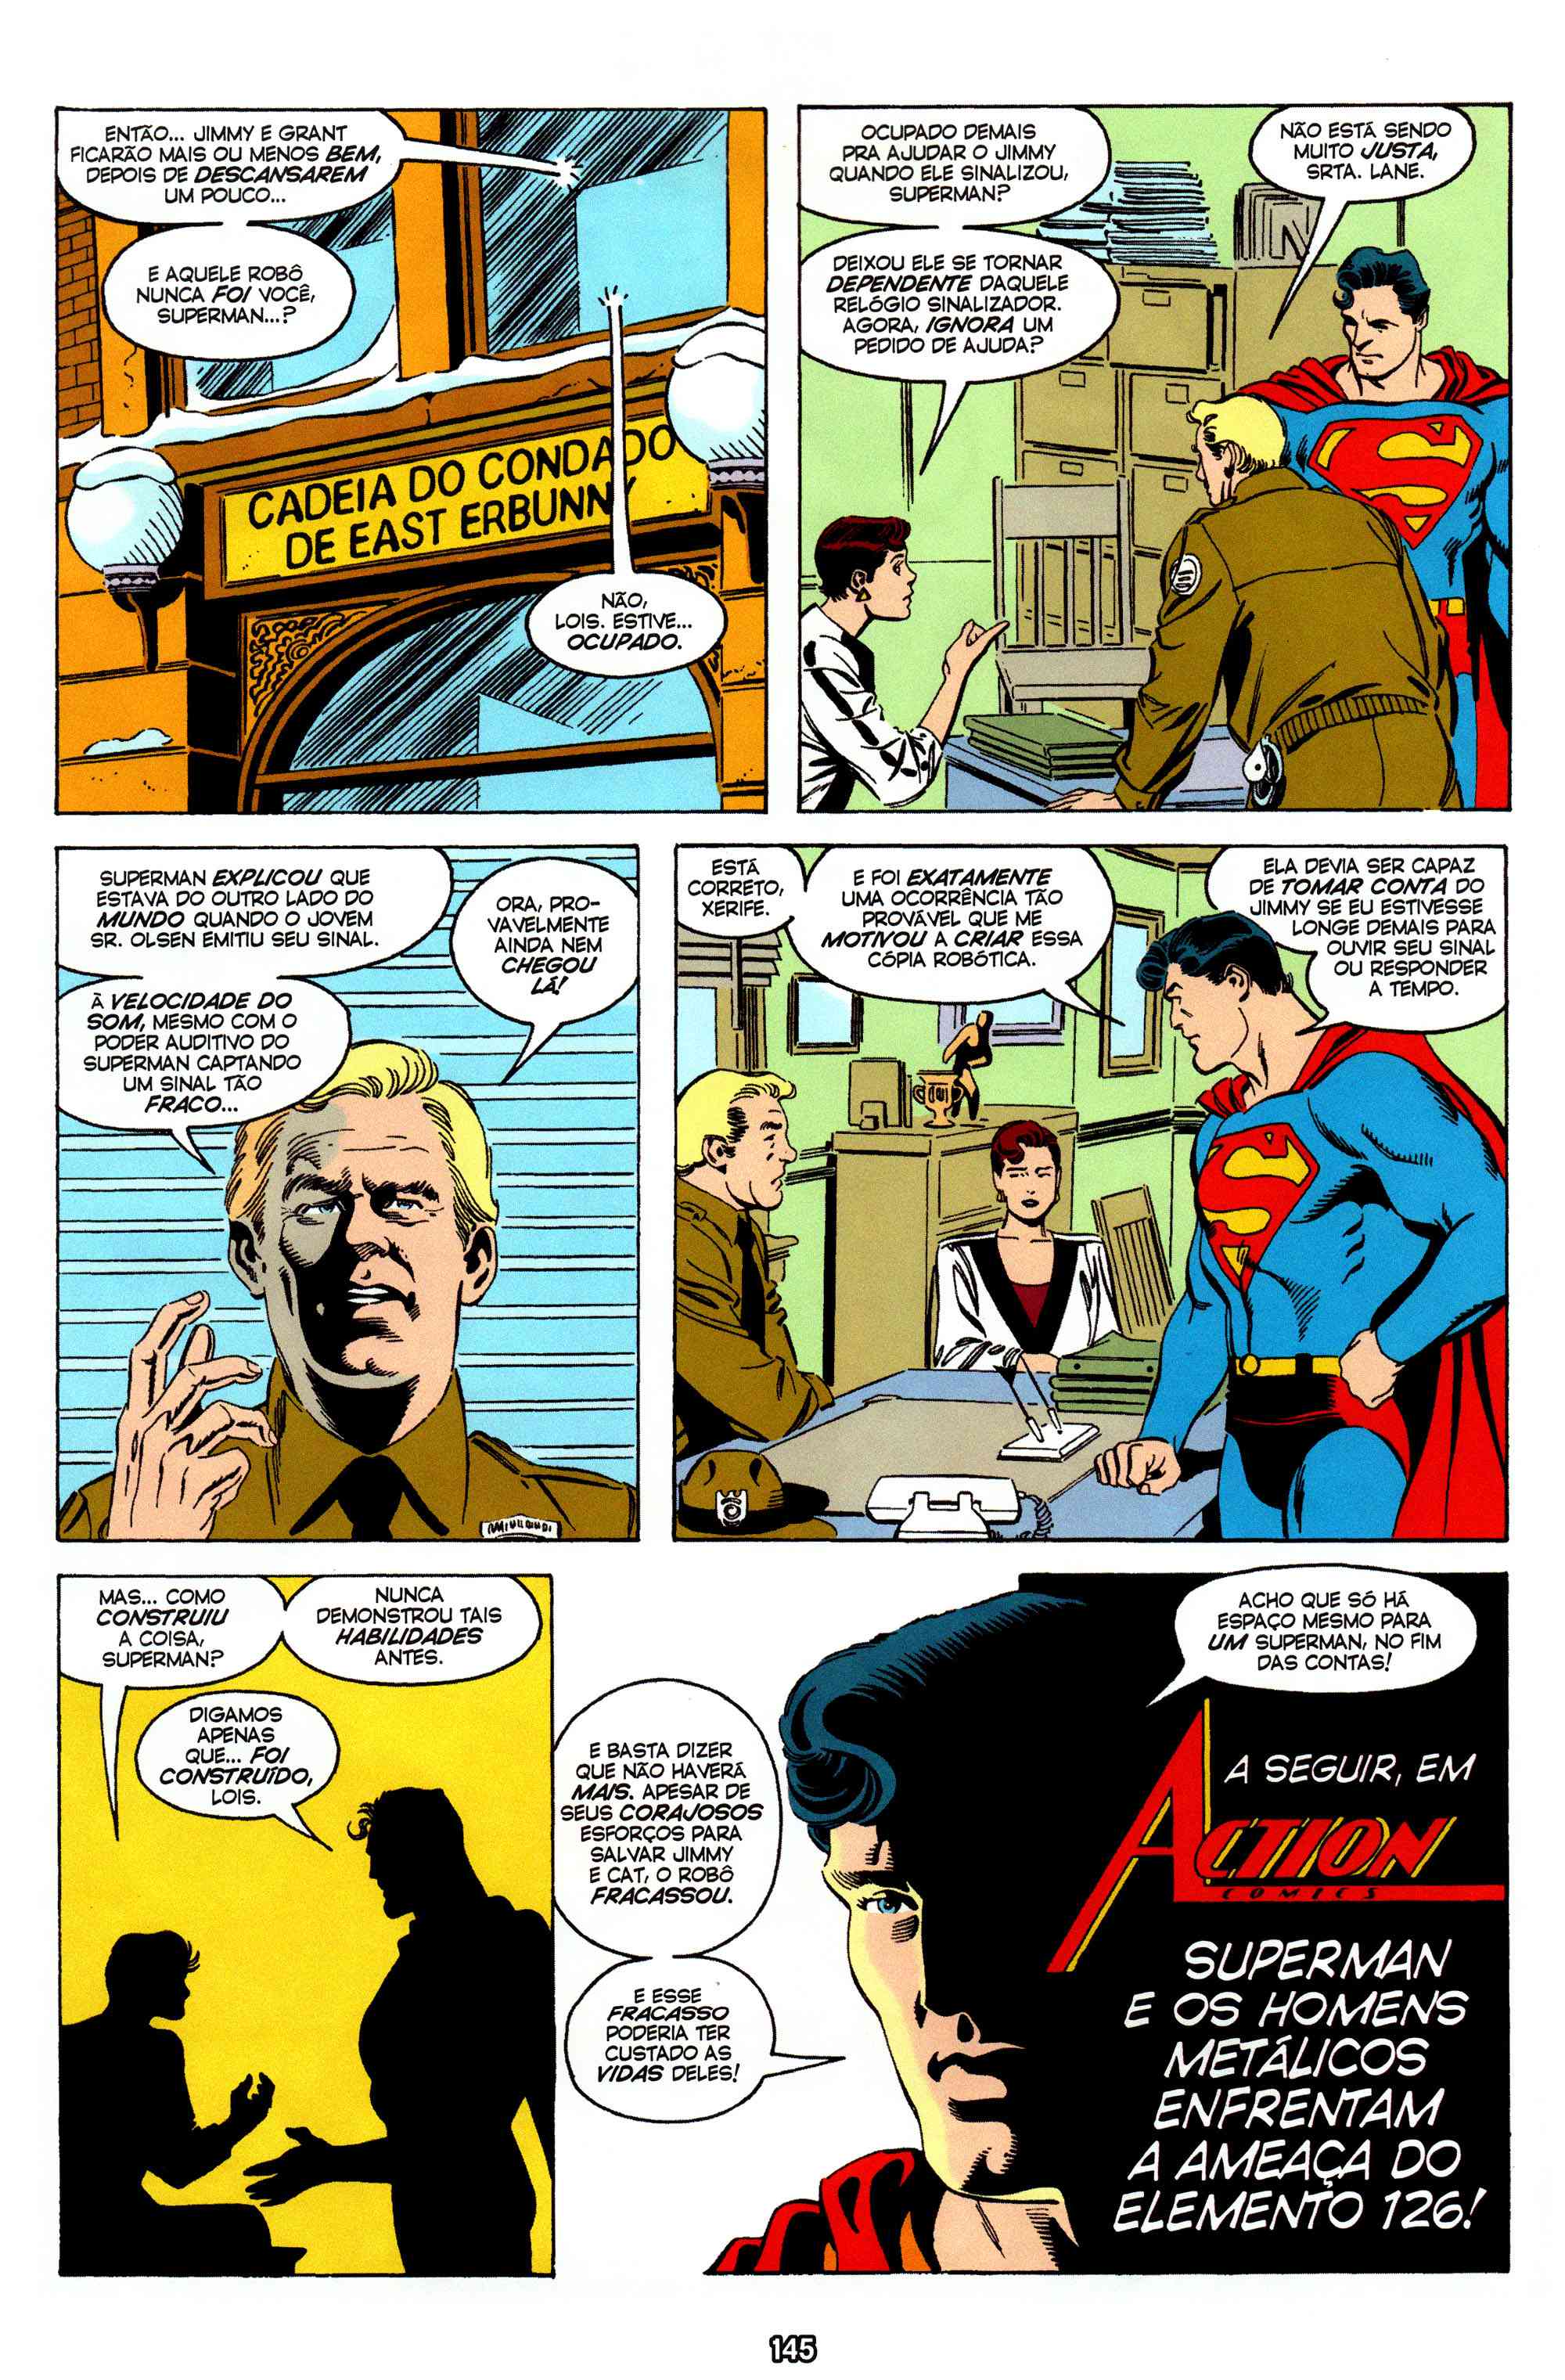 ENTÃO... JIMMY E GRANT
FICARÃO MAIS OU MENOS BEM,
DEPOIS DE DESCANSAREM
UM POUCO...
E AQUELE ROBÔ
NUNCA FOI VOCÊ,
SUPERMAN...?
CADEIA DO CONDADO
DE EAST ERBUNNY
NÃO,
LOIS. ESTIVE...
OCUPADO.
OCUPADO DEMAIS
PRA AJUDAR O JIMMY
QUANDO ELE SINALIZOU,
SUPERMAN?
DEIXOU ELE SE TORNAR
DEPENDENTE DAQUELE
RELÓGIO SINALIZADOR.
AGORA, IGNORA UM
PEDIDO DE AJUDA?
NÃO ESTÁ SENDO
MUITO JUSTA,
SRTA. LANE.
SUPERMAN EXPLICOU QUE
ESTAVA DO OUTRO LADO DO
MUNDO QUANDO O JOVEM
SR. OLSEN EMITIU SEU SINAL.
À VELOCIDADE DO
SOM, MESMO COM O
PODER AUDITIVO DO
SUPERMAN CAPTANDO
UM SINAL TÃO
FRACO...
ORA, PRO-
VAVELMENTE
AINDA NEM
CHEGOU
LÁ!
ESTÁ
CORRETO,
XERIFE.
E FOI EXATAMENTE
UMA OCORRÊNCIA TÃO
PROVÁVEL QUE ME
MOTIVOU A CRIAR ESSA
CÓPIA ROBÓTICA.
ELA DEVIA SER CAPAZ
DE TOMAR CONTA DO
JIMMY SE EU ESTIVESSE
LONGE DEMAIS PARA
OUVIR SEU SINAL
OU RESPONDER
A TEMPO.
MAS... COMO
CONSTRUIU
A COISA,
SUPERMAN?
NUNCA
DEMONSTROU TAIS
HABILIDADES
ANTES.
DIGAMOS
APENAS
QUE... FOI
CONSTRUÍDO,
LOIS.
E BASTA DIZER
QUE NÃO HAVERÁ
MAIS. APESAR DE
SEUS CORAJOSOS
ESFORÇOS PARA
SALVAR JIMMY
E CAT, O ROBÔ
FRACASSOU.
E ESSE
FRACASSO
PODERIA TER
CUSTADO AS
VIDAS DELES!
ACHO QUE SÓ HÁ
ESPAÇO MESMO PARA
UM SUPERMAN, NO FIM
DAS CONTAS!
A SEGUIR, EM
ACTION
COMICS
SUPERMAN
E OS HOMENS
METÁLICOS
ENFRENTAM
A AMEAÇA DO
ELEMENTO 126!
145